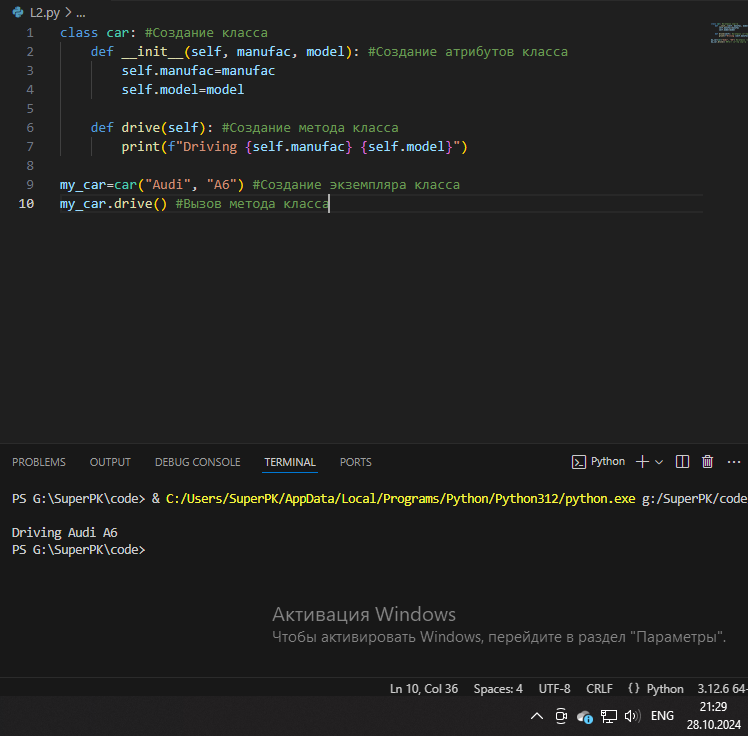 L2.py > ...
1 class car: #Создание класса
2     def __init__(self, manufac, model): #Создание атрибутов класса
3         self.manufac=manufac
4         self.model=model
5
6     def drive(self): #Создание метода класса
7         print(f"Driving {self.manufac} {self.model}")
8
9 my_car=car("Audi", "A6") #Создание экземпляра класса
10 my_car.drive() #Вызов метода класса
PROBLEMS OUTPUT DEBUG CONSOLE TERMINAL PORTS Python
PS G:\SuperPK\code> & C:/Users/SuperPK/AppData/Local/Programs/Python/Python312/python.exe g:/SuperPK/code
Driving Audi A6
PS G:\SuperPK\code>
Активация Windows
Чтобы активировать Windows, перейдите в раздел "Параметры".
Ln 10, Col 36 Spaces: 4 UTF-8 CRLF {} Python 3.12.6 64-
ENG 21:29
28.10.2024